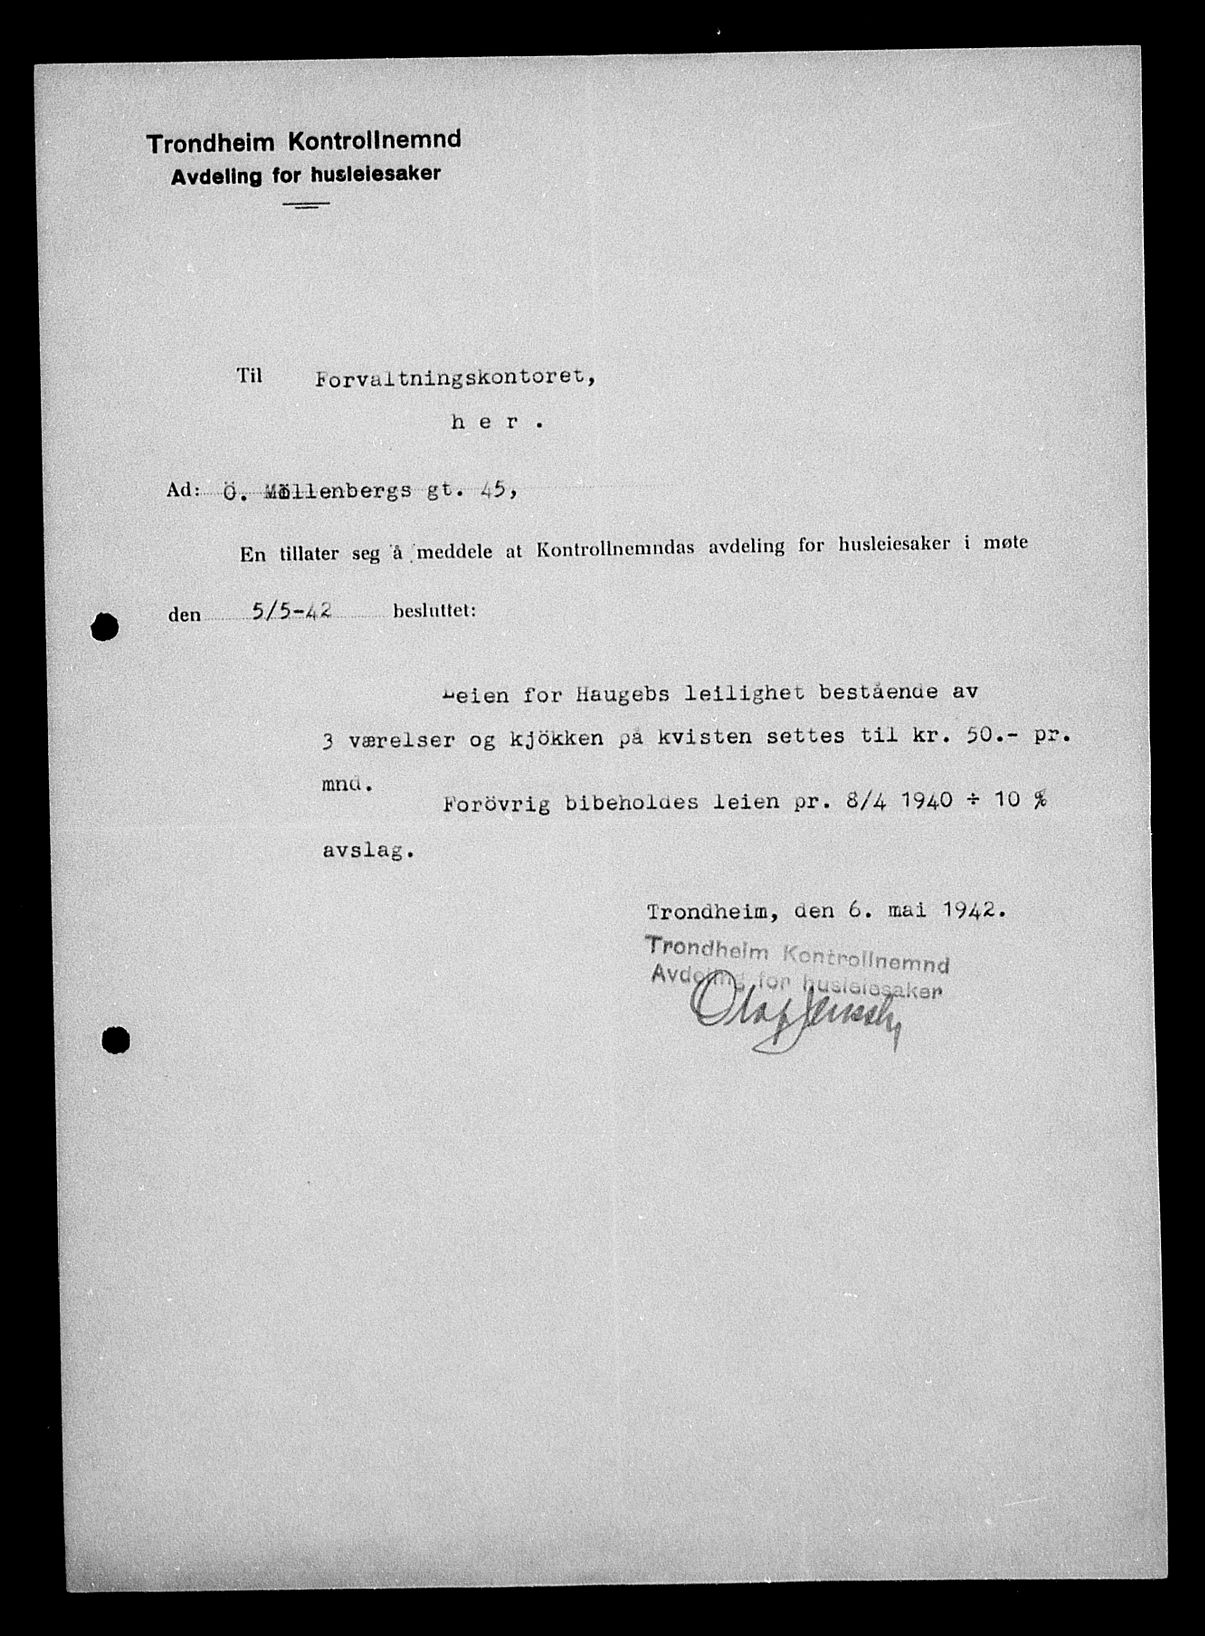 Trondheim Kontrollnemnd
Avdeling for husleiesaker
Til Forvaltningskontoret,
h e r .
Ad: Ö. Möllenbergs gt. 45,
En tillater seg å meddele at Kontrollnemndas avdeling for husleiesaker i møte
den 5/5-42 besluttet:
Leien for Haugebs leilighet bestående av
3 værelser og kjökken på kvisten settes til kr. 50.- pr.
mnd.
Forövrig bibeholdes leien pr. 8/4 1940 ÷ 10 %
avslag.
Trondheim, den 6. mai 1942.
Trondheim Kontrollnemnd
Avdeling for husleiesaker
Olaf